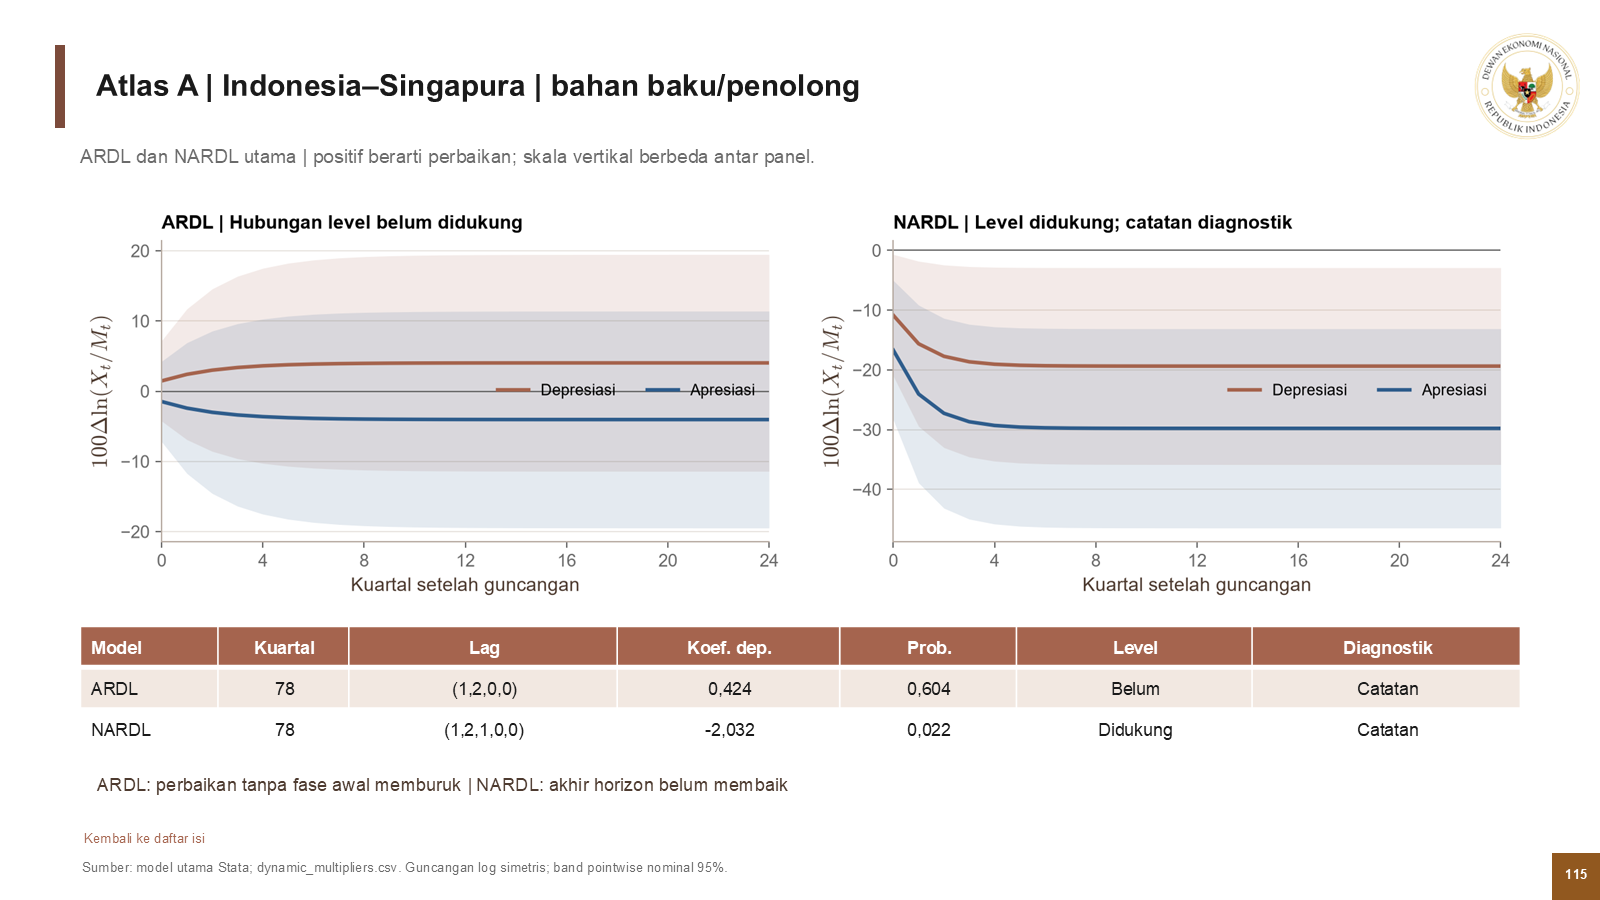 Atlas A | Indonesia–Singapura | bahan baku/penolong
DEWAN EKONOMI NASIONAL
REPUBLIK INDONESIA
ARDL dan NARDL utama | positif berarti perbaikan; skala vertikal berbeda antar panel.
ARDL | Hubungan level belum didukung
100Δln(Xₜ/Mₜ)
20
10
0
−10
−20
Depresiasi
Apresiasi
0 4 8 12 16 20 24
Kuartal setelah guncangan
NARDL | Level didukung; catatan diagnostik
100Δln(Xₜ/Mₜ)
0
−10
−20
−30
−40
Depresiasi
Apresiasi
0 4 8 12 16 20 24
Kuartal setelah guncangan
Model Kuartal Lag Koef. dep. Prob. Level Diagnostik
ARDL 78 (1,2,0,0) 0,424 0,604 Belum Catatan
NARDL 78 (1,2,1,0,0) -2,032 0,022 Didukung Catatan
ARDL: perbaikan tanpa fase awal memburuk | NARDL: akhir horizon belum membaik
Kembali ke daftar isi
Sumber: model utama Stata; dynamic_multipliers.csv. Guncangan log simetris; band pointwise nominal 95%.
115